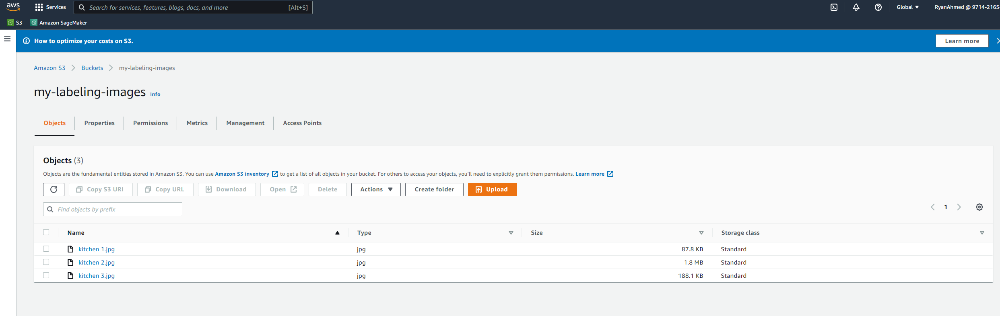 aws Services Search for services, features, blogs, docs, and more [Alt+S] Global RyanAhmed @ 9714-2165-
S3 Amazon SageMaker
How to optimize your costs on S3. Learn more
Amazon S3 Buckets my-labeling-images
my-labeling-images Info
Objects Properties Permissions Metrics Management Access Points
Objects (3)
Objects are the fundamental entities stored in Amazon S3. You can use Amazon S3 inventory to get a list of all objects in your bucket. For others to access your objects, you'll need to explicitly grant them permissions. Learn more
Copy S3 URI Copy URL Download Open Delete Actions Create folder Upload
Find objects by prefix 1
Name Type Size Storage class
kitchen 1.jpg jpg 87.8 KB Standard
kitchen 2.jpg jpg 1.8 MB Standard
kitchen 3.jpg jpg 188.1 KB Standard